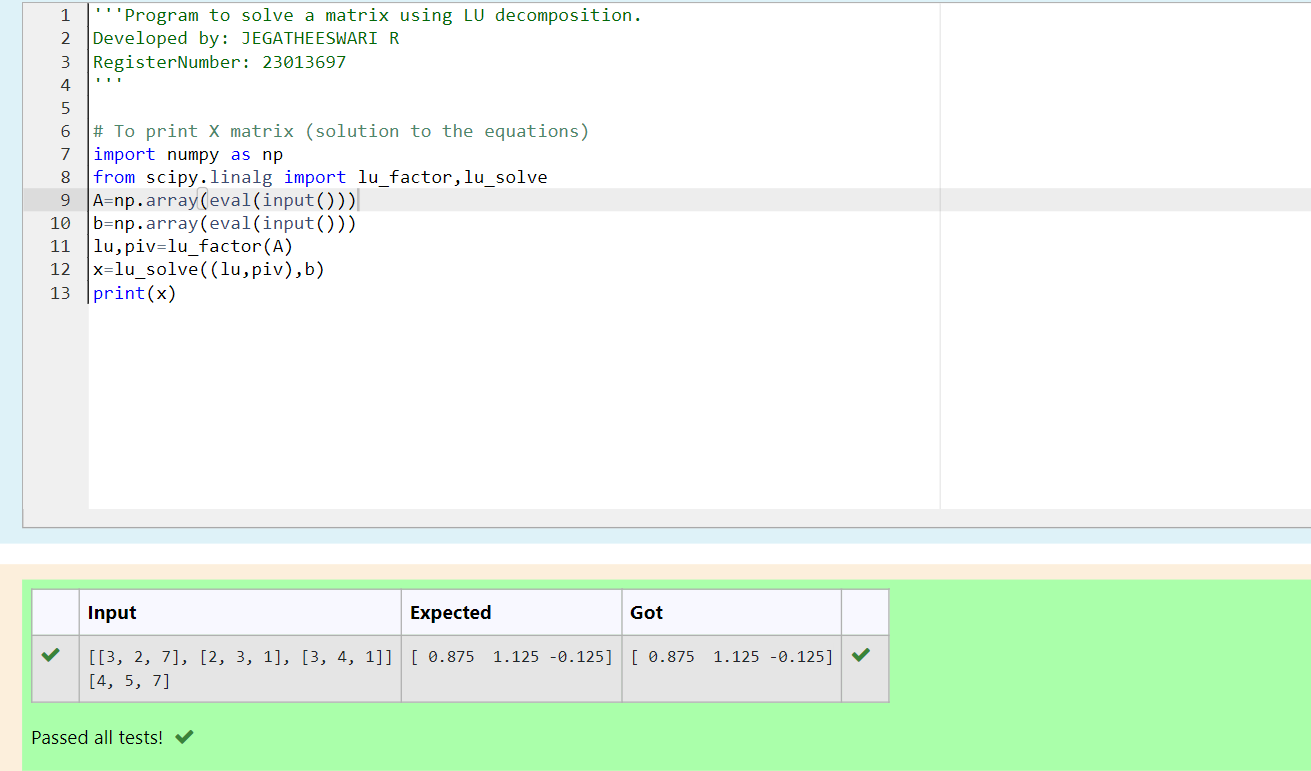 1 '''Program to solve a matrix using LU decomposition.
2 Developed by: JEGATHEESWARI R
3 RegisterNumber: 23013697
4 '''
5
6 # To print X matrix (solution to the equations)
7 import numpy as np
8 from scipy.linalg import lu_factor,lu_solve
9 A=np.array(eval(input()))
10 b=np.array(eval(input()))
11 lu,piv=lu_factor(A)
12 x=lu_solve((lu,piv),b)
13 print(x)
Input Expected Got
[[3, 2, 7], [2, 3, 1], [3, 4, 1]] [ 0.875  1.125 -0.125] [ 0.875  1.125 -0.125]
[4, 5, 7]
Passed all tests!